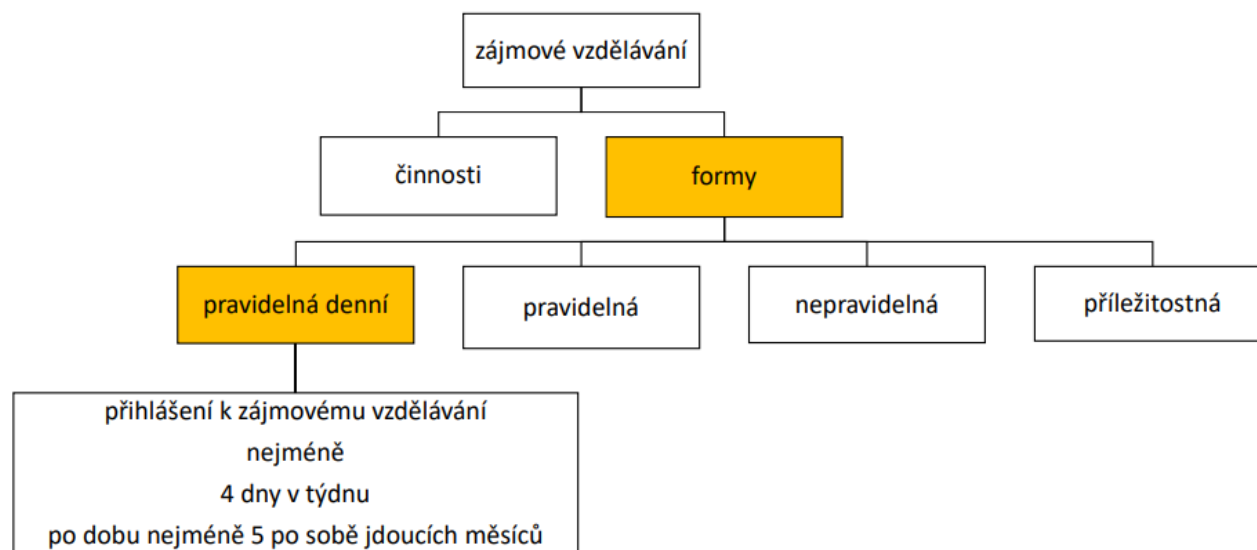 zájmové vzdělávání
činnosti
formy
pravidelná denní
pravidelná
nepravidelná
příležitostná
přihlášení k zájmovému vzdělávání
nejméně
4 dny v týdnu
po dobu nejméně 5 po sobě jdoucích měsíců